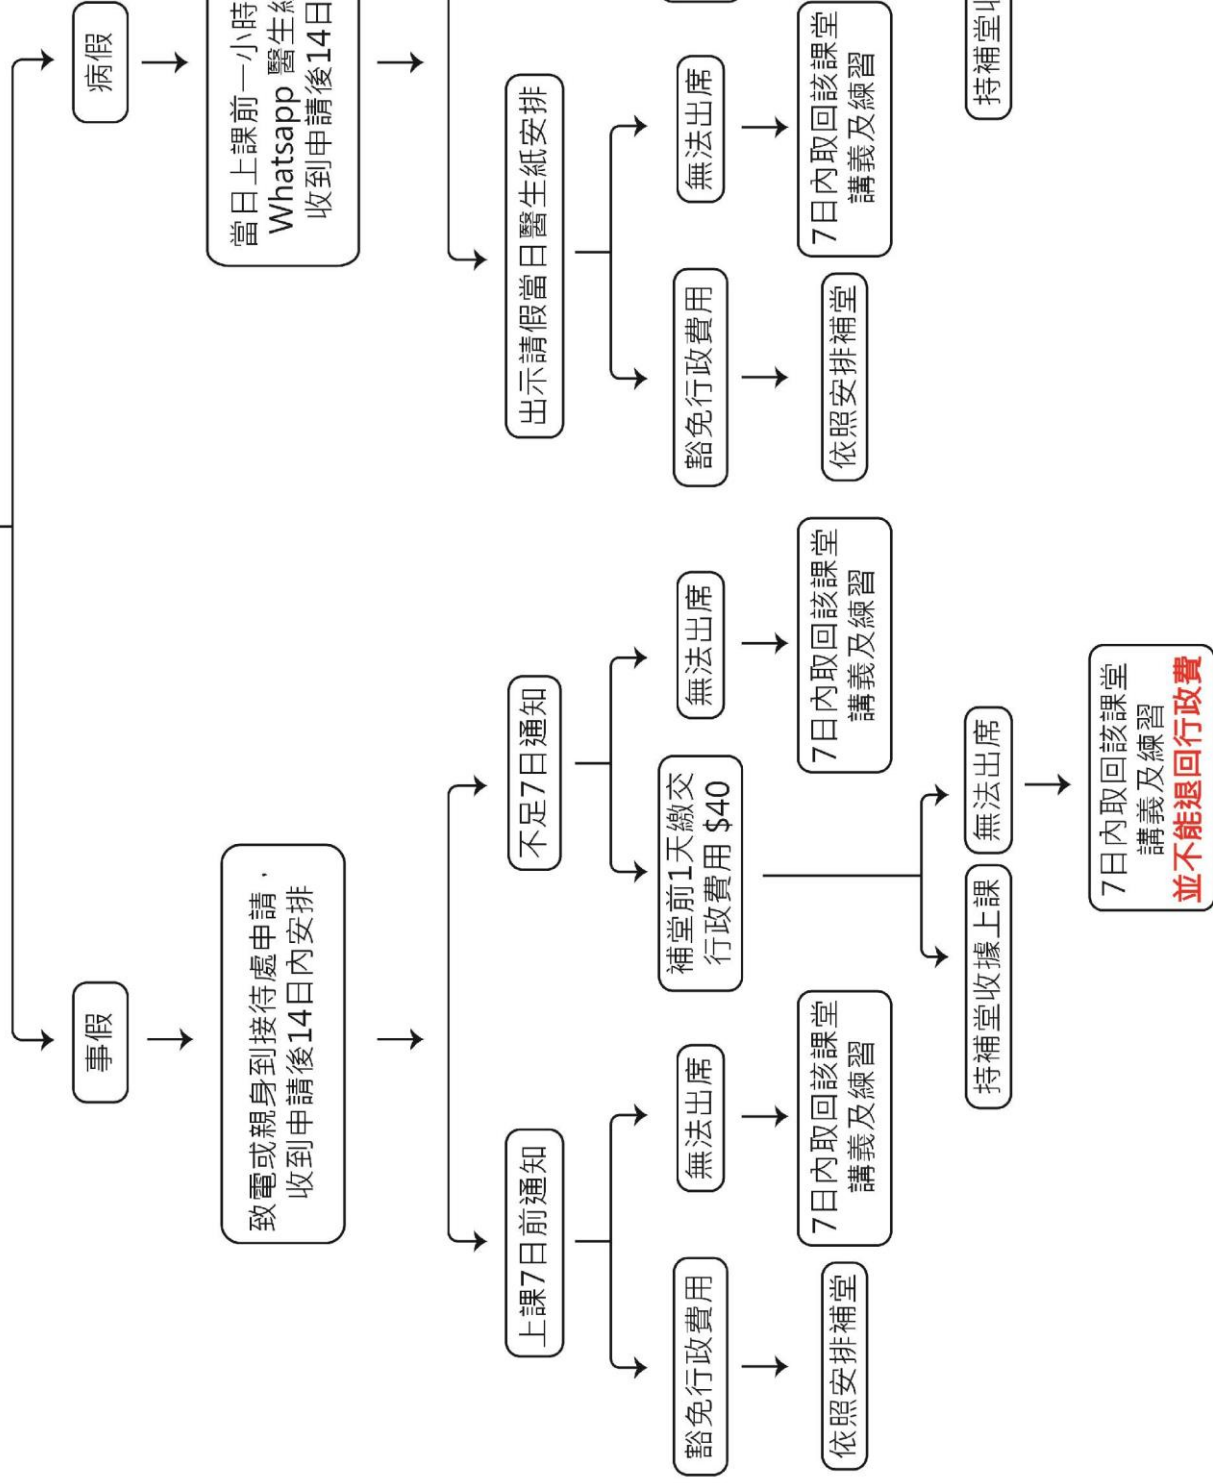 事假
病假
致電或親身到接待處申請，
收到申請後14日內安排
當日上課前一小時
Whatsapp 醫生
收到申請後14日
上課7日前通知
不足7日通知
出示請假當日醫生紙安排
豁免行政費用
無法出席
補堂前1天繳交
行政費用 $40
無法出席
豁免行政費用
無法出席
依照安排補堂
7日內取回該課堂
講義及練習
7日內取回該課堂
講義及練習
依照安排補堂
7日內取回該課堂
講義及練習
持補堂收據上課
無法出席
持補堂
7日內取回該課堂
講義及練習
並不能退回行政費